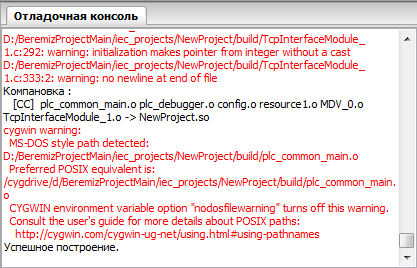 Отладочная консоль
D:/BeremizProjectMain/iec_projects/NewProject/build/TcpInterfaceModule_
1.c:292: warning: initialization makes pointer from integer without a cast
D:/BeremizProjectMain/iec_projects/NewProject/build/TcpInterfaceModule_
1.c:333:2: warning: no newline at end of file
Компановка :
[CC]  plc_common_main.o plc_debugger.o config.o resource1.o MDV_0.o
TcpInterfaceModule_1.o -> NewProject.so
cygwin warning:
MS-DOS style path detected:
D:/BeremizProjectMain/iec_projects/NewProject/build/plc_common_main.o
Preferred POSIX equivalent is:
/cygdrive/d/BeremizProjectMain/iec_projects/NewProject/build/plc_common_main.
o
CYGWIN environment variable option "nodosfilewarning" turns off this warning.
Consult the user's guide for more details about POSIX paths:
http://cygwin.com/cygwin-ug-net/using.html#using-pathnames
Успешное построение.